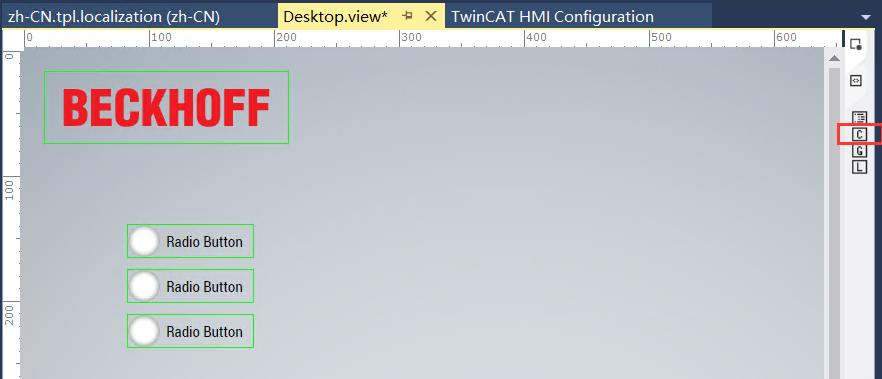 zh-CN.tpl.localization (zh-CN) Desktop.view* TwinCAT HMI Configuration
0 100 200 300 400 500 600
0
BECKHOFF
C
G
L
100
Radio Button
Radio Button
200
Radio Button